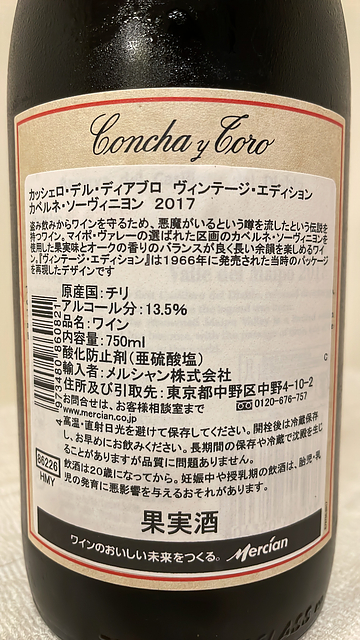 Concha y Toro
カッシェロ・デル・ディアブロ ヴィンテージ・エディション
カベルネ・ソーヴィニヨン 2017
盗み飲みからワインを守るため、悪魔がいるという噂を流したという伝説を
持つワイン。マイポ・ヴァレーの選ばれた区画のカベルネ・ソーヴィニヨンを
使用した果実味とオークの香りのバランスが良く長い余韻を楽しめるワイ
ン。『ヴィンテージ・エディション』は1966年に発売された当時のパッケージ
を再現したデザインです
原産国：チリ
アルコール分：13.5%
品名：ワイン
内容量：750ml
酸化防止剤（亜硫酸塩）
輸入者：メルシャン株式会社
住所及び引取先：東京都中野区中野4-10-2
お問合せは、お客様相談室まで 0120-676-757
www.mercian.co.jp
高温・直射日光を避けて保存してください。開栓後は冷蔵保存
し、お早めにお飲みください。長期間の保存や冷蔵で沈殿を生じ
ることがありますが品質に問題ありません。
飲酒は20歳になってから。妊娠中や授乳期の飲酒は、胎児・乳
児の発育に悪影響を与えるおそれがあります。
4 973480 860821
86226
HMY
果実酒
ワインのおいしい未来をつくる。 Mercian